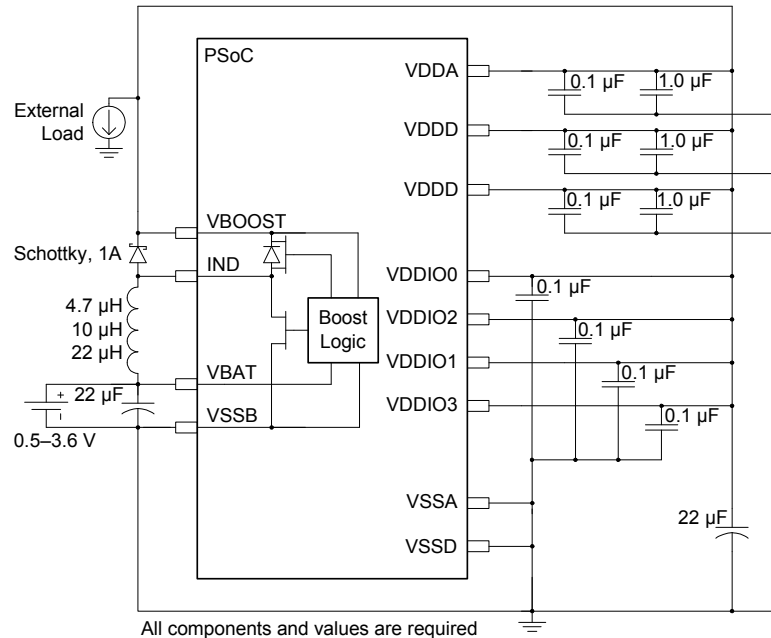 PSoC
VDDA
0.1 µF
1.0 µF
External
Load
VDDD
0.1 µF
1.0 µF
VDDD
0.1 µF
1.0 µF
VBOOST
Schottky, 1A
IND
VDDIO0
0.1 µF
4.7 µH
10 µH
22 µH
Boost
Logic
VDDIO2
0.1 µF
VDDIO1
0.1 µF
VBAT
22 µF
VDDIO3
0.1 µF
VSSB
0.5–3.6 V
VSSA
22 µF
VSSD
All components and values are required